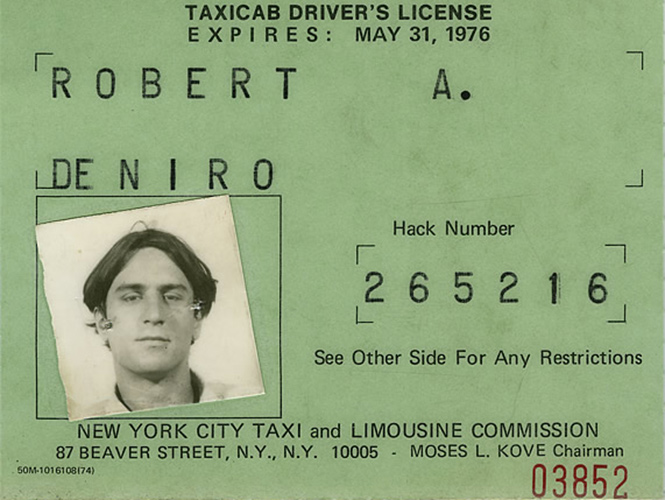 TAXICAB DRIVER'S LICENSE
EXPIRES: MAY 31, 1976
ROBERT A.
DE NIRO
Hack Number
265216
See Other Side For Any Restrictions
NEW YORK CITY TAXI and LIMOUSINE COMMISSION
87 BEAVER STREET, N.Y., N.Y. 10005 - MOSES L. KOVE Chairman
50M-1016108(74)
03852